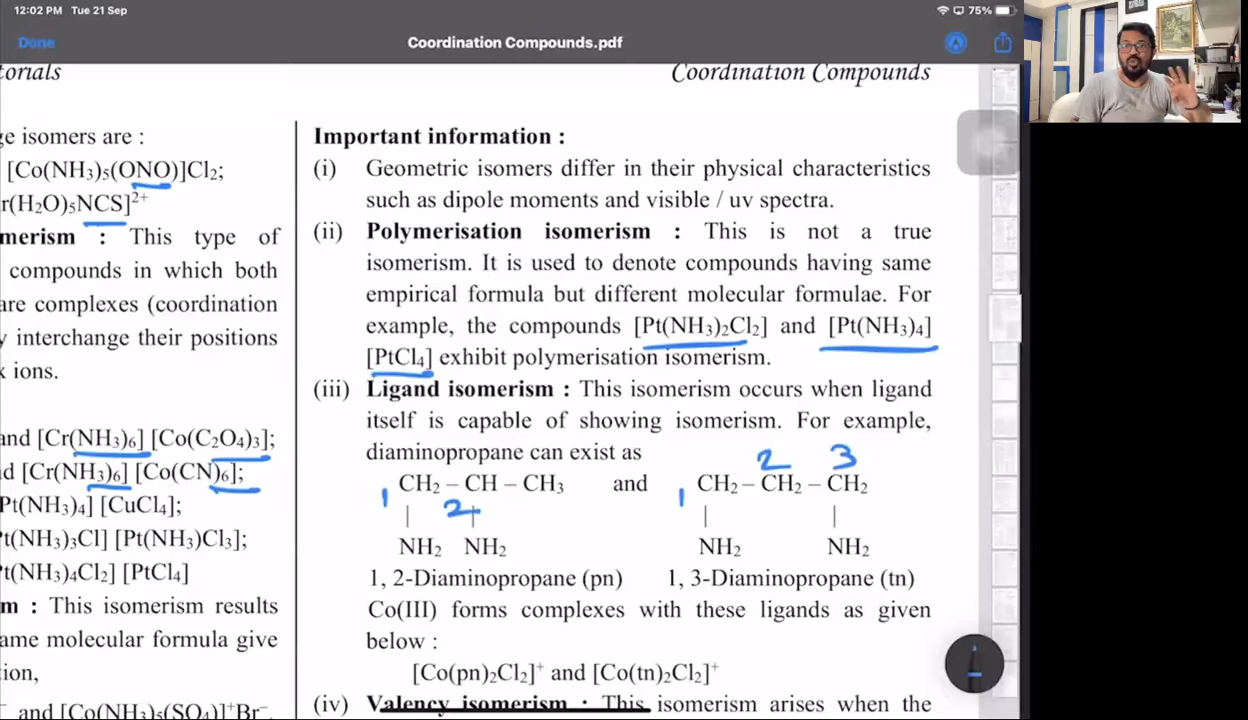 12:02 PM Tue 21 Sep
75%
Done
Coordination Compounds.pdf
torials
Coordination Compounds
ge isomers are :
[Co(NH3)5(ONO)]Cl2;
r(H2O)5NCS]2+
merism : This type of
compounds in which both
are complexes (coordination
y interchange their positions
x ions.
and [Cr(NH3)6] [Co(C2O4)3];
d [Cr(NH3)6] [Co(CN)6];
Pt(NH3)4] [CuCl4];
t(NH3)3Cl] [Pt(NH3)Cl3];
t(NH3)4Cl2] [PtCl4]
m : This isomerism results
ame molecular formula give
ion,
and [Co(NH3)5(SO4)]+Br–
Important information :
(i) Geometric isomers differ in their physical characteristics
such as dipole moments and visible / uv spectra.
(ii) Polymerisation isomerism : This is not a true
isomerism. It is used to denote compounds having same
empirical formula but different molecular formulae. For
example, the compounds [Pt(NH3)2Cl2] and [Pt(NH3)4]
[PtCl4] exhibit polymerisation isomerism.
(iii) Ligand isomerism : This isomerism occurs when ligand
itself is capable of showing isomerism. For example,
diaminopropane can exist as
2 3
CH2 – CH – CH3 and CH2 – CH2 – CH2
1 2 1
NH2 NH2 NH2 NH2
1, 2-Diaminopropane (pn) 1, 3-Diaminopropane (tn)
Co(III) forms complexes with these ligands as given
below :
[Co(pn)2Cl2]+ and [Co(tn)2Cl2]+
(iv) Valency isomerism : This isomerism arises when the